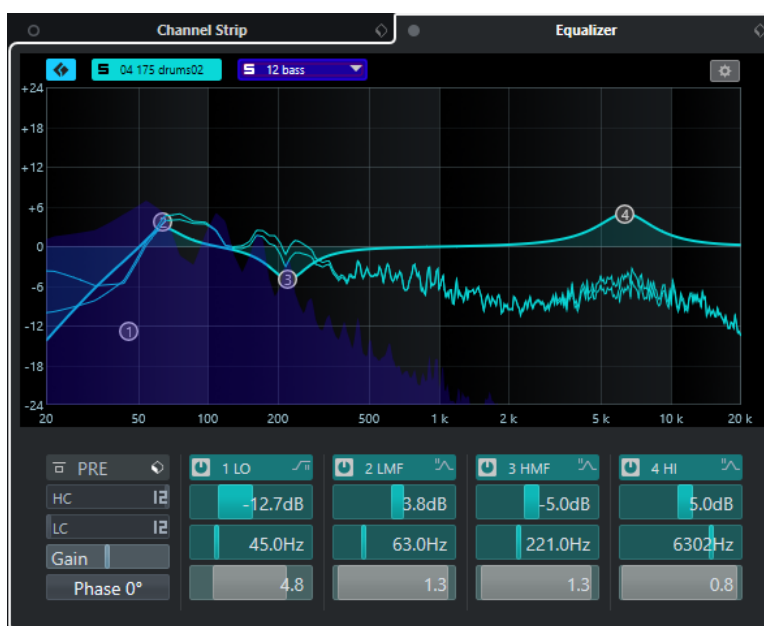 Channel Strip Equalizer
S 04 175 drums02 S 12 bass
+24
+18
+12
+6
0
-6
-12
-18
-24
2
4
3
1
20 50 100 200 500 1 k 2 k 5 k 10 k 20 k
PRE 1 LO 2 LMF 3 HMF 4 HI
HC 12 -12.7dB 3.8dB -5.0dB 5.0dB
LC 12 45.0Hz 63.0Hz 221.0Hz 6302Hz
Gain 4.8 1.3 1.3 0.8
Phase 0°